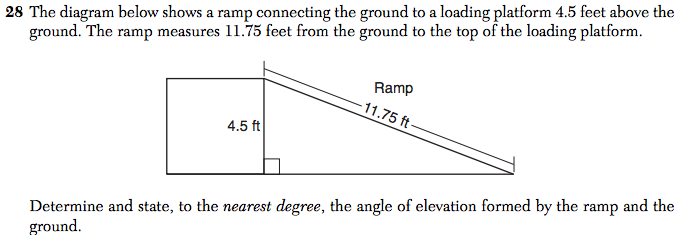 28 The diagram below shows a ramp connecting the ground to a loading platform 4.5 feet above the
ground. The ramp measures 11.75 feet from the ground to the top of the loading platform.
Ramp
11.75 ft
4.5 ft
Determine and state, to the nearest degree, the angle of elevation formed by the ramp and the
ground.